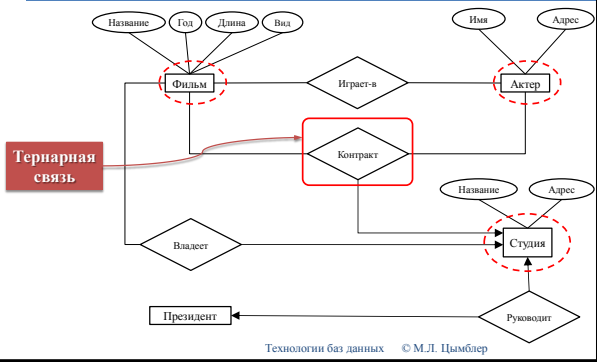 Название
Год
Длина
Вид
Имя
Адрес
Фильм
Играет-в
Актер
Тернарная
связь
Контракт
Название
Адрес
Владеет
Студия
Президент
Руководит
Технологии баз данных © М.Л. Цымблер